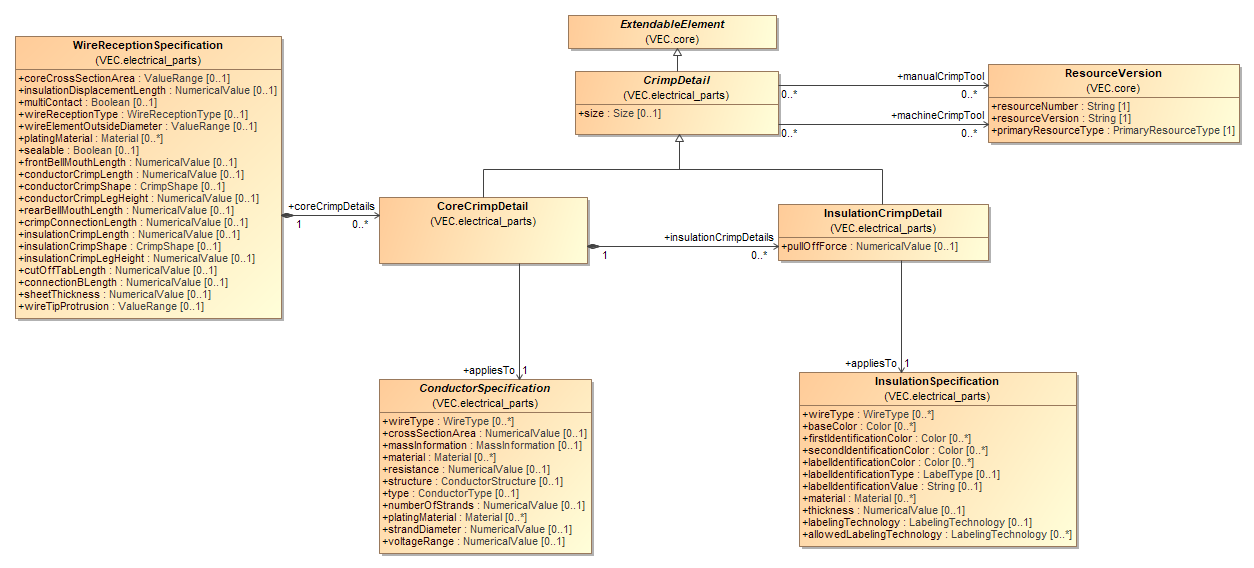 ExtendableElement
(VEC.core)
WireReceptionSpecification
(VEC.electrical_parts)
+coreCrossSectionArea : ValueRange [0..1]
+insulationDisplacementLength : NumericalValue [0..1]
+multiContact : Boolean [0..1]
+wireReceptionType : WireReceptionType [0..1]
+wireElementOutsideDiameter : ValueRange [0..1]
+platingMaterial : Material [0..*]
+sealable : Boolean [0..1]
+frontBellMouthLength : NumericalValue [0..1]
+conductorCrimpLength : NumericalValue [0..1]
+conductorCrimpShape : CrimpShape [0..1]
+conductorCrimpLegHeight : NumericalValue [0..1]
+rearBellMouthLength : NumericalValue [0..1]
+crimpConnectionLength : NumericalValue [0..1]
+insulationCrimpLength : NumericalValue [0..1]
+insulationCrimpShape : CrimpShape [0..1]
+insulationCrimpLegHeight : NumericalValue [0..1]
+cutOffTabLength : NumericalValue [0..1]
+connectionBLength : NumericalValue [0..1]
+sheetThickness : NumericalValue [0..1]
+wireTipProtrusion : ValueRange [0..1]
CrimpDetail
(VEC.electrical_parts)
+size : Size [0..1]
+manualCrimpTool
0..*
0..*
+machineCrimpTool
0..*
0..*
ResourceVersion
(VEC.core)
+resourceNumber : String [1]
+resourceVersion : String [1]
+primaryResourceType : PrimaryResourceType [1]
+coreCrimpDetails
1
0..*
CoreCrimpDetail
(VEC.electrical_parts)
+insulationCrimpDetails
1
0..*
InsulationCrimpDetail
(VEC.electrical_parts)
+pullOffForce : NumericalValue [0..1]
+appliesTo
1
+appliesTo
1
ConductorSpecification
(VEC.electrical_parts)
+wireType : WireType [0..*]
+crossSectionArea : NumericalValue [0..1]
+massInformation : MassInformation [0..1]
+material : Material [0..*]
+resistance : NumericalValue [0..1]
+structure : ConductorStructure [0..1]
+type : ConductorType [0..1]
+numberOfStrands : NumericalValue [0..1]
+platingMaterial : Material [0..*]
+strandDiameter : NumericalValue [0..1]
+voltageRange : NumericalValue [0..1]
InsulationSpecification
(VEC.electrical_parts)
+wireType : WireType [0..*]
+baseColor : Color [0..*]
+firstIdentificationColor : Color [0..*]
+secondIdentificationColor : Color [0..*]
+labelIdentificationColor : Color [0..*]
+labelIdentificationType : LabelType [0..1]
+labelIdentificationValue : String [0..1]
+material : Material [0..*]
+thickness : NumericalValue [0..1]
+labelingTechnology : LabelingTechnology [0..1]
+allowedLabelingTechnology : LabelingTechnology [0..*]